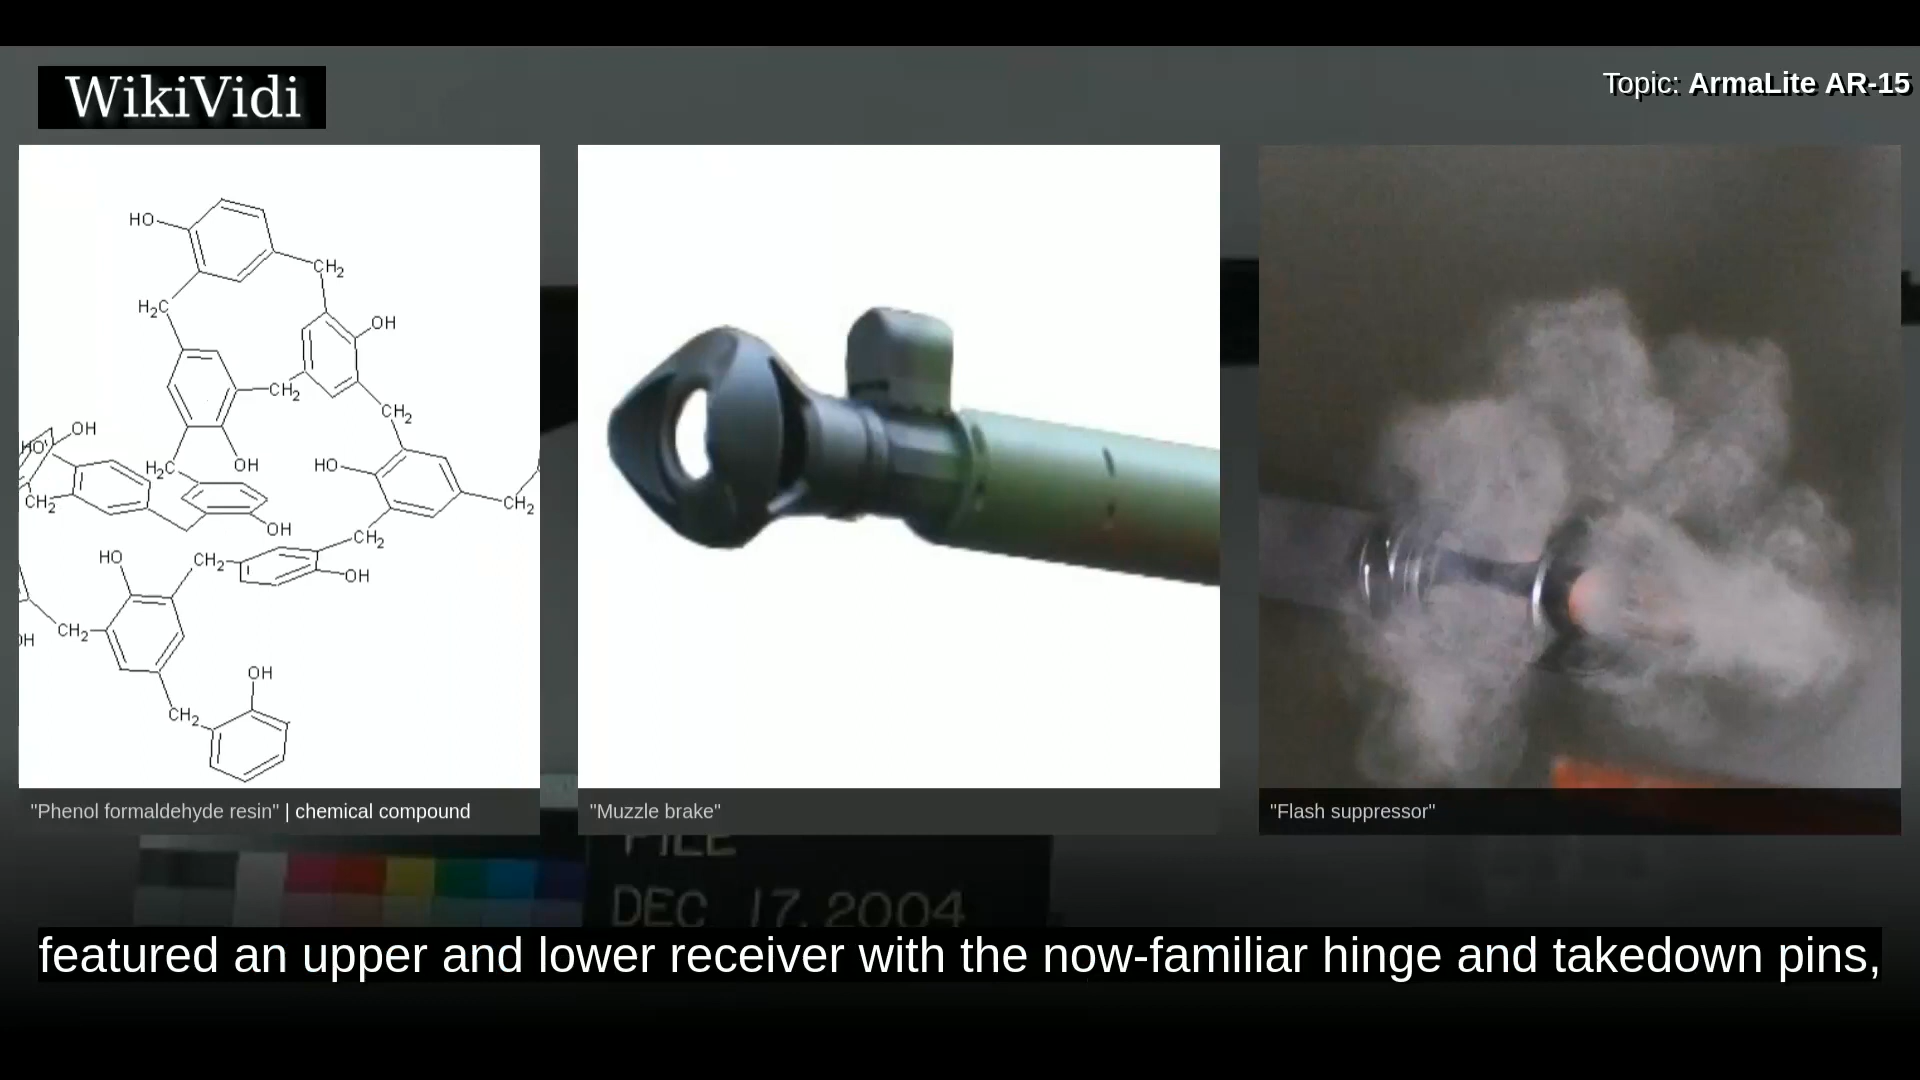 WikiVidi
Topic: ArmaLite AR-15
HO
CH2
H2C
OH
CH2
CH2
OH
HO
H2C
OH
HO
CH2
CH2
OH
CH2
HO
CH2
OH
CH2
OH
OH
CH2
"Phenol formaldehyde resin" | chemical compound
"Muzzle brake"
"Flash suppressor"
DEC 17, 2004
featured an upper and lower receiver with the now-familiar hinge and takedown pins,